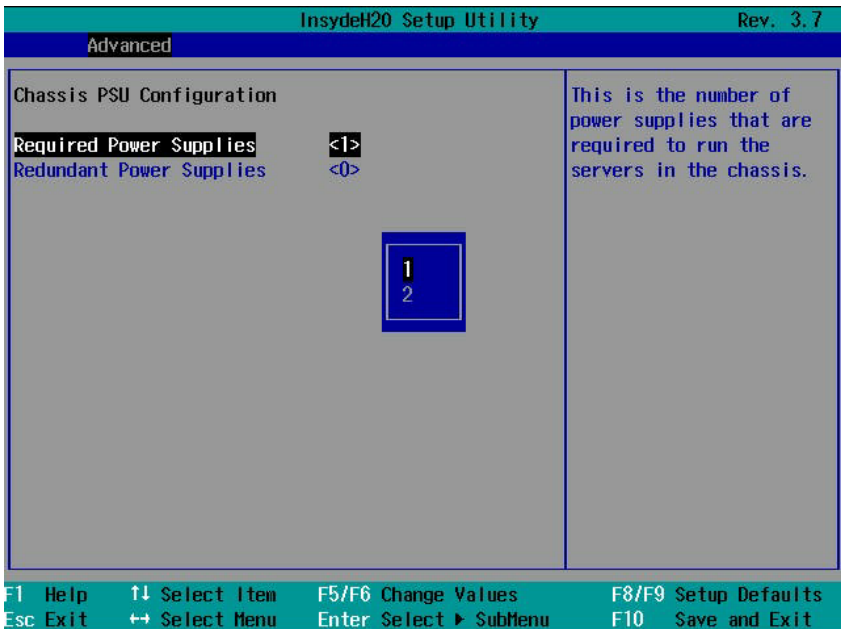 InsydeH20 Setup Utility Rev. 3.7
Advanced
Chassis PSU Configuration
Required Power Supplies <1>
Redundant Power Supplies <0>
1
2
This is the number of
power supplies that are
required to run the
servers in the chassis.
F1 Help ↑↓ Select Item F5/F6 Change Values F8/F9 Setup Defaults
Esc Exit ↔ Select Menu Enter Select ▶ SubMenu F10 Save and Exit